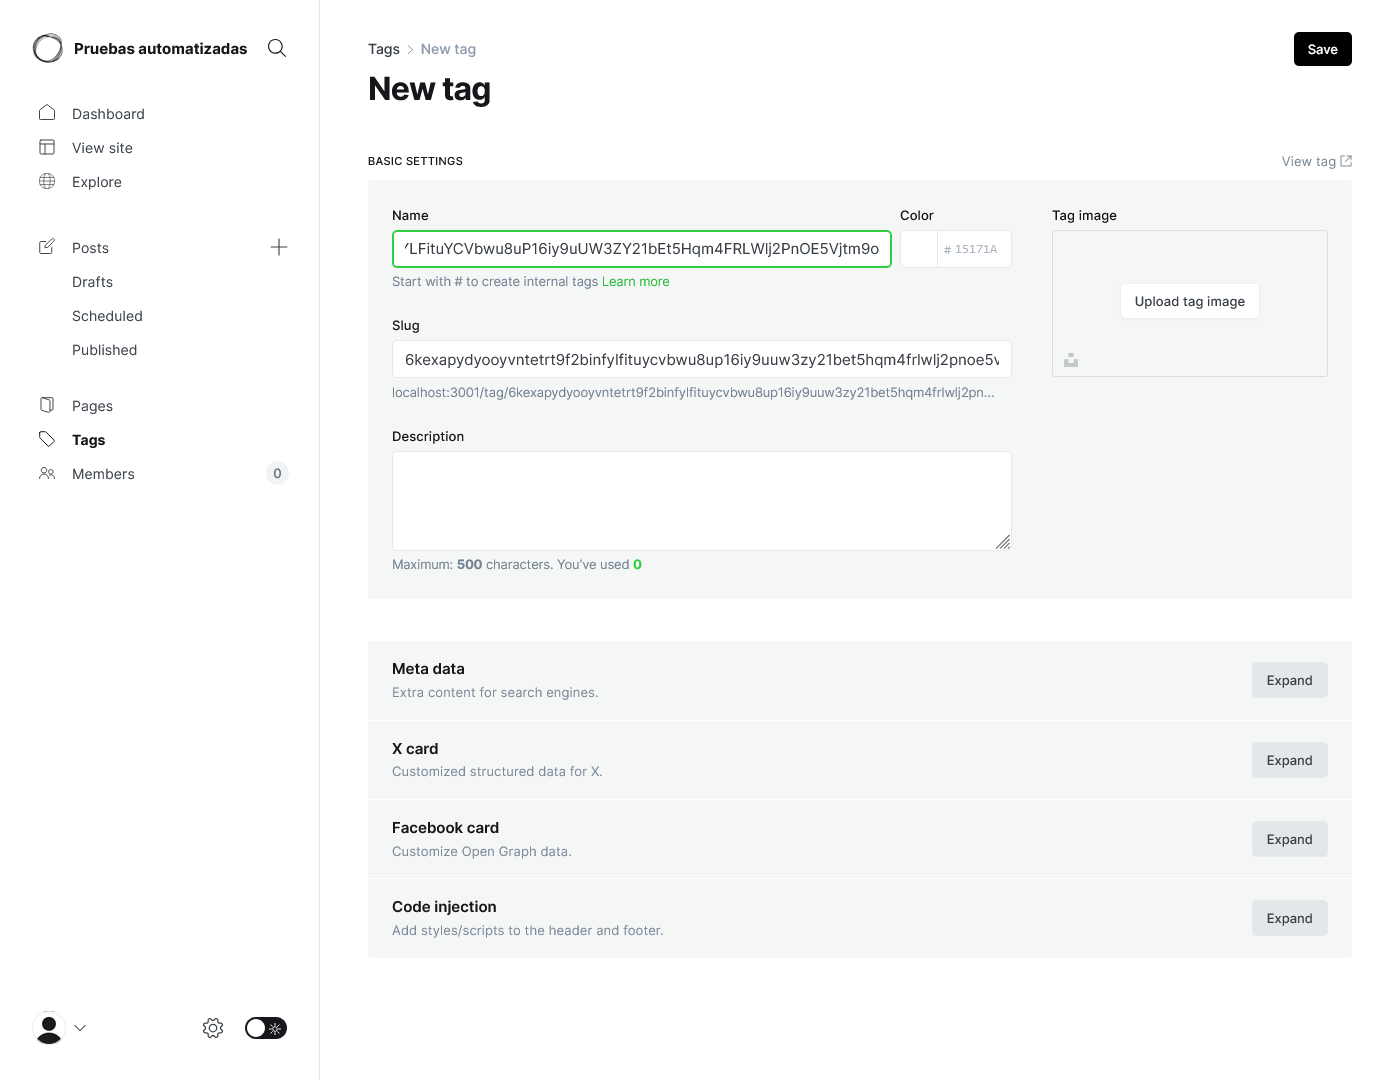 Pruebas automatizadas
Dashboard
View site
Explore
Posts
Drafts
Scheduled
Published
Pages
Tags
Members 0
Tags > New tag
Save
New tag
BASIC SETTINGS
View tag
Name
YLFituYCVbwu8uP16iy9uUW3ZY21bEt5Hqm4FRLWlj2PnOE5Vjtm9o
Start with # to create internal tags Learn more
Color
# 15171A
Tag image
Upload tag image
Slug
6kexapydyooyvntetrt9f2binfylfituycvbwu8up16iy9uuw3zy21bet5hqm4frlwlj2pnoe5v
localhost:3001/tag/6kexapydyooyvntetrt9f2binfylfituycvbwu8up16iy9uuw3zy21bet5hqm4frlwlj2pn...
Description
Maximum: 500 characters. You've used 0
Meta data
Extra content for search engines.
Expand
X card
Customized structured data for X.
Expand
Facebook card
Customize Open Graph data.
Expand
Code injection
Add styles/scripts to the header and footer.
Expand